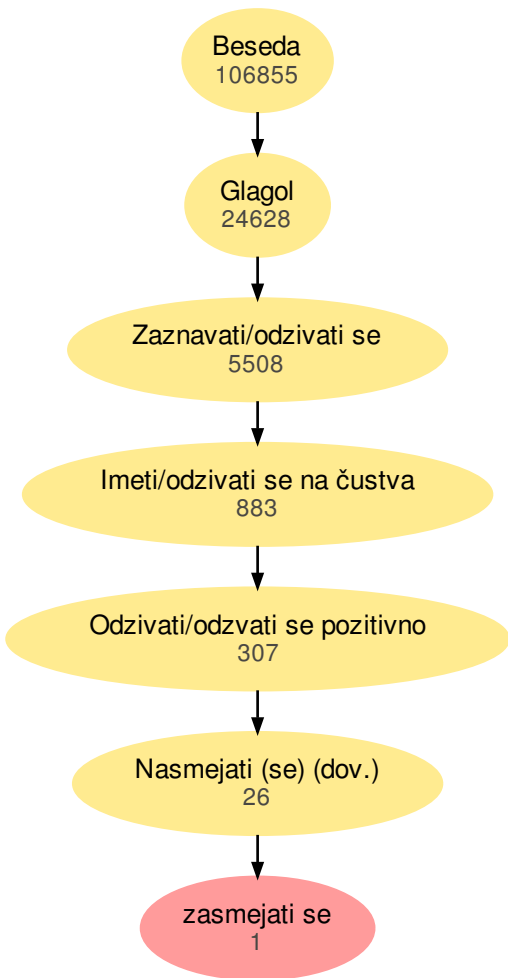 Beseda
106855
Glagol
24628
Zaznavati/odzivati se
5508
Imeti/odzivati se na čustva
883
Odzivati/odzvati se pozitivno
307
Nasmejati (se) (dov.)
26
zasmejati se
1